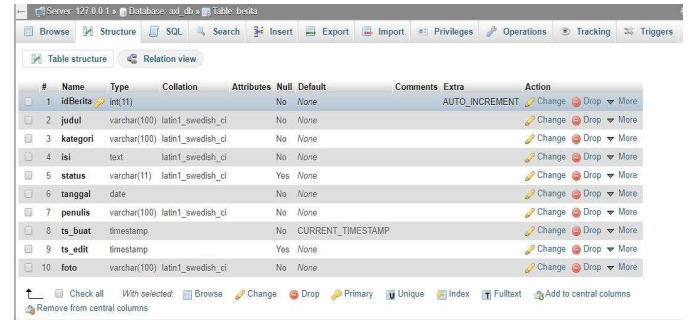 Server: 127.0.0.1 » Database: axl_db » Table: berita
Browse Structure SQL Search Insert Export Import Privileges Operations Tracking Triggers
Table structure Relation view
# Name Type Collation Attributes Null Default Comments Extra Action
1 idBerita int(11) No None AUTO_INCREMENT Change Drop More
2 judul varchar(100) latin1_swedish_ci No None Change Drop More
3 kategori varchar(100) latin1_swedish_ci No None Change Drop More
4 isi text latin1_swedish_ci No None Change Drop More
5 status varchar(11) latin1_swedish_ci Yes None Change Drop More
6 tanggal date No None Change Drop More
7 penulis varchar(100) latin1_swedish_ci No None Change Drop More
8 ts_buat timestamp No CURRENT_TIMESTAMP Change Drop More
9 ts_edit timestamp Yes None Change Drop More
10 foto varchar(100) latin1_swedish_ci No None Change Drop More
Check all With selected: Browse Change Drop Primary Unique Index Fulltext Add to central columns
Remove from central columns